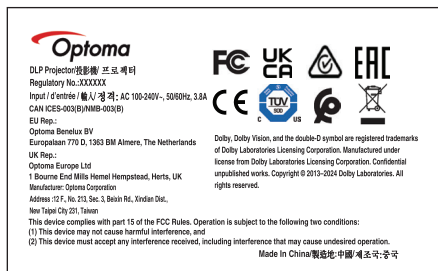 Optoma
DLP Projector/投影機/ 프로젝터
Regulatory No.:XXXXXX
Input / d'entrée / 輸入/ 정격: AC 100-240V~, 50/60Hz, 3.8A
CAN ICES-003(B)/NMB-003(B)
EU Rep.:
Optoma Benelux BV
Europalaan 770 D, 1363 BM Almere, The Netherlands
UK Rep.:
Optoma Europe Ltd
1 Bourne End Mills Hemel Hempstead, Herts, UK
Manufacturer: Optoma Corporation
Address :12 F., No. 213, Sec. 3, Beixin Rd., Xindian Dist.,
New Taipei City 231, Taiwan
FC
UK
CA
EAC
CE
TÜV
SÜD
C US
Dolby, Dolby Vision, and the double-D symbol are registered trademarks
of Dolby Laboratories Licensing Corporation. Manufactured under
license from Dolby Laboratories Licensing Corporation. Confidential
unpublished works. Copyright © 2013–2024 Dolby Laboratories. All
rights reserved.
This device complies with part 15 of the FCC Rules. Operation is subject to the following two conditions:
(1) This device may not cause harmful interference, and
(2) This device must accept any interference received, including interference that may cause undesired operation.
Made In China/製造地:中國/제조국:중국